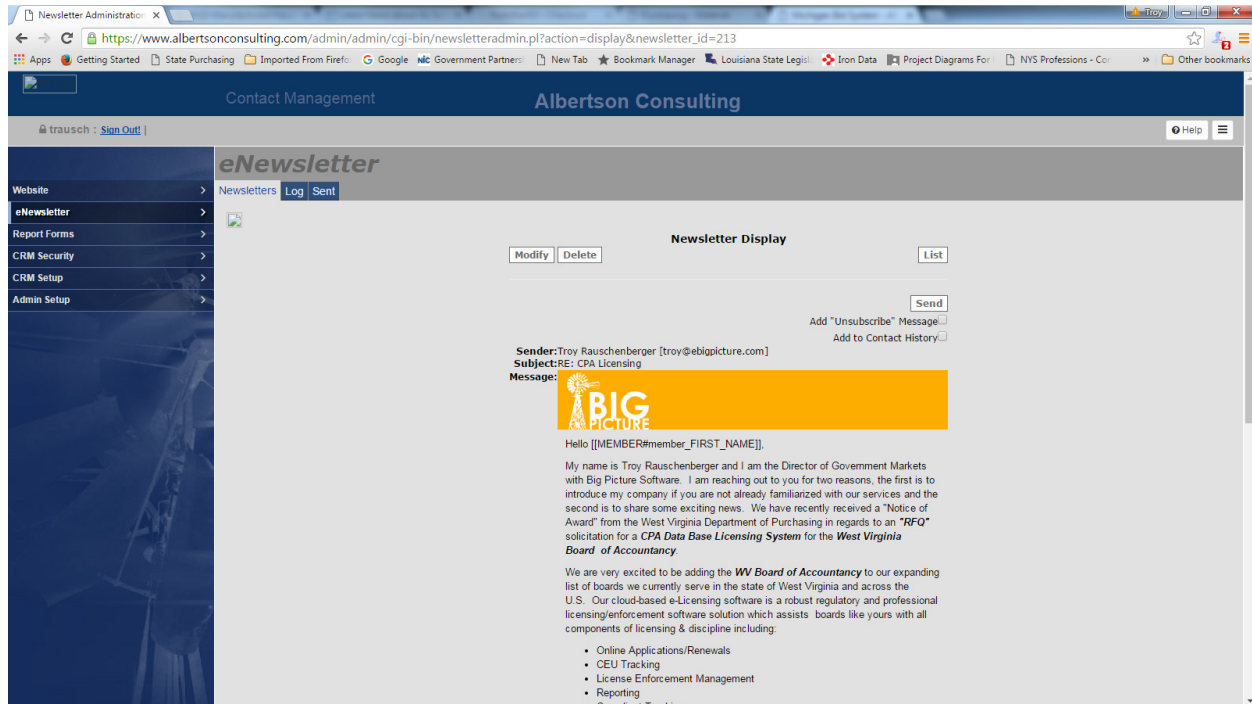 Newsletter Administration
Troy
https://www.albertsonconsulting.com/admin/admin/cgi-bin/newsletteradmin.pl?action=display&newsletter_id=213
Apps Getting Started State Purchasing Imported From Firefo Google Government Partners New Tab Bookmark Manager Louisiana State Legisl Iron Data Project Diagrams For NYS Professions - Co » Other bookmarks
Contact Management Albertson Consulting
trausch : Sign Out! |
Help
eNewsletter
Website
Newsletters Log Sent
eNewsletter
Report Forms
CRM Security
CRM Setup
Admin Setup
Newsletter Display
Modify Delete List
Send
Add "Unsubscribe" Message
Add to Contact History
Sender:Troy Rauschenberger [troy@ebigpicture.com]
Subject:RE: CPA Licensing
Message:
BIG
PICTURE
Hello [[MEMBER#member_FIRST_NAME]],
My name is Troy Rauschenberger and I am the Director of Government Markets
with Big Picture Software. I am reaching out to you for two reasons, the first is to
introduce my company if you are not already familiarized with our services and the
second is to share some exciting news. We have recently received a "Notice of
Award" from the West Virginia Department of Purchasing in regards to an "RFQ"
solicitation for a CPA Data Base Licensing System for the West Virginia
Board of Accountancy.
We are very excited to be adding the WV Board of Accountancy to our expanding
list of boards we currently serve in the state of West Virginia and across the
U.S. Our cloud-based e-Licensing software is a robust regulatory and professional
licensing/enforcement software solution which assists boards like yours with all
components of licensing & discipline including:
• Online Applications/Renewals
• CEU Tracking
• License Enforcement Management
• Reporting